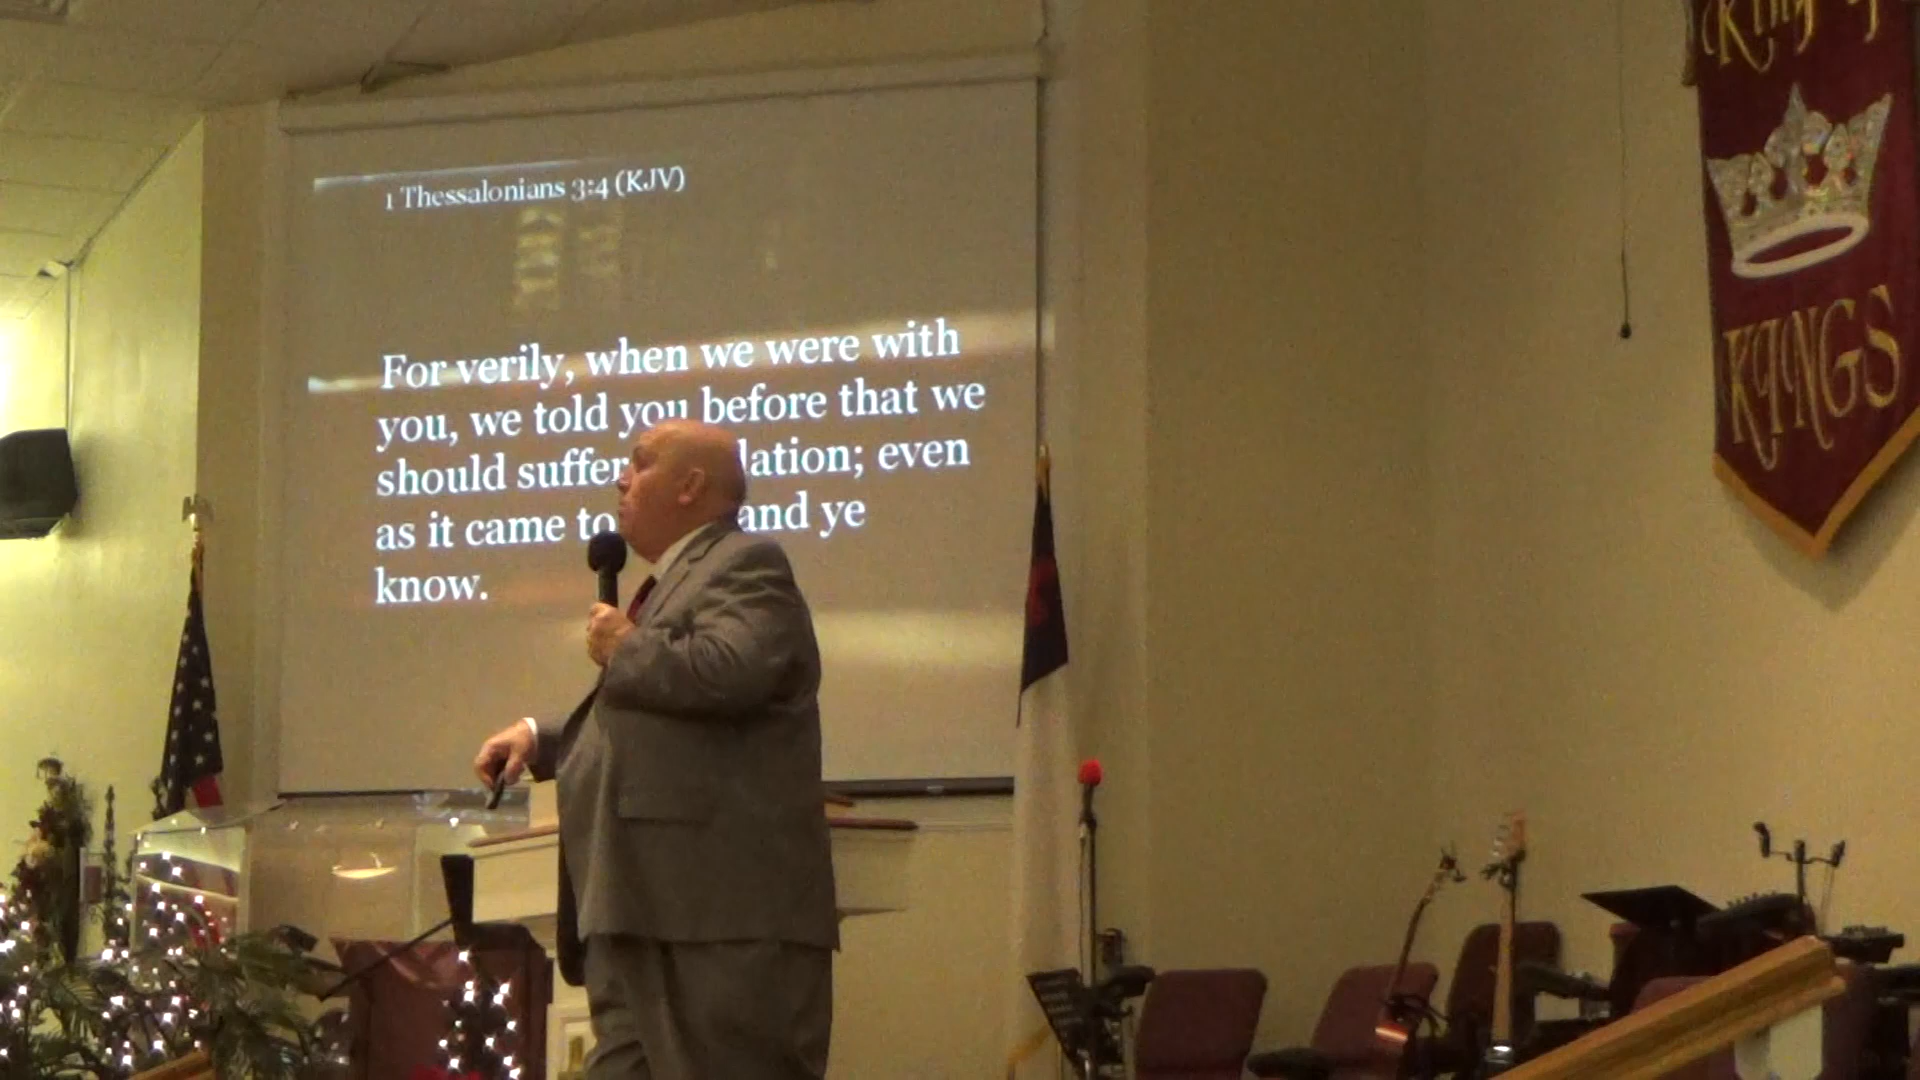 1 Thessalonians 3:4 (KJV)
For verily, when we were with
you, we told you before that we
should suffer lation; even
as it came to and ye
know.
KINGS